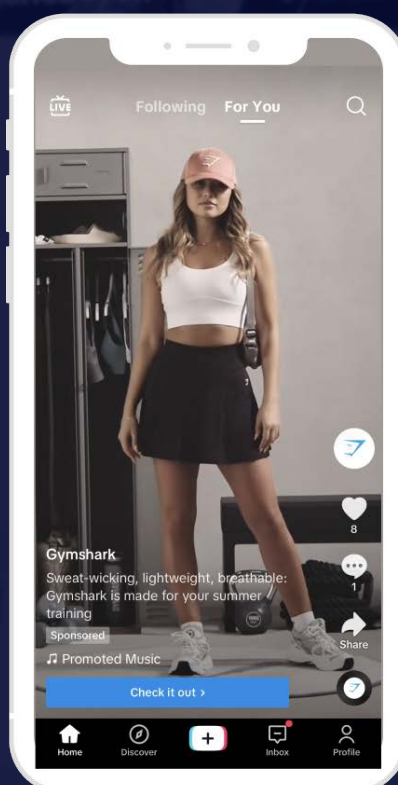 LIVE
Following For You
8
Gymshark
1
Sweat-wicking, lightweight, breathable:
Gymshark is made for your summer
training
Sponsored
Share
Promoted Music
Check it out >
Home Discover Inbox Profile